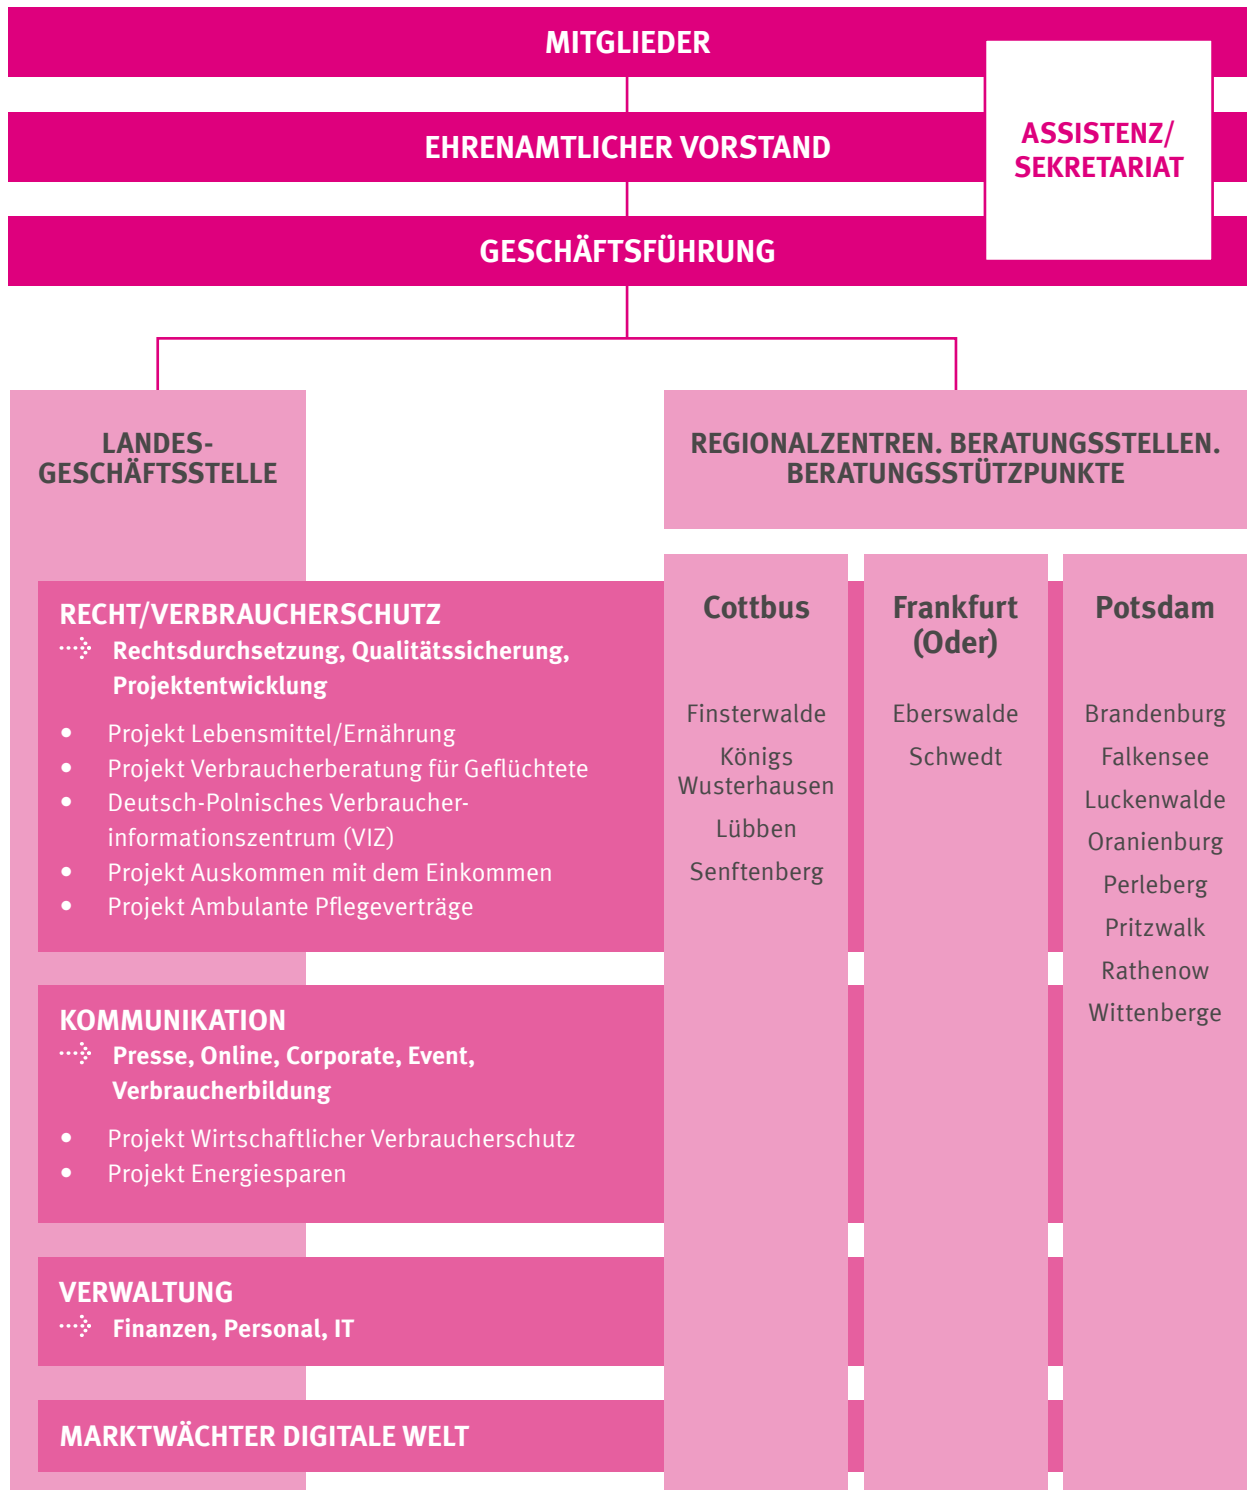 MITGLIEDER
EHRENAMTLICHER VORSTAND
GESCHÄFTSFÜHRUNG
ASSISTENZ/
SEKRETARIAT
LANDES-
GESCHÄFTSSTELLE
REGIONALZENTREN. BERATUNGSSTELLEN.
BERATUNGSSTÜTZPUNKTE
RECHT/VERBRAUCHERSCHUTZ
Rechtsdurchsetzung, Qualitätssicherung,
Projektentwicklung
• Projekt Lebensmittel/Ernährung
• Projekt Verbraucherberatung für Geflüchtete
• Deutsch-Polnisches Verbraucher-
informationszentrum (VIZ)
• Projekt Auskommen mit dem Einkommen
• Projekt Ambulante Pflegeverträge
KOMMUNIKATION
Presse, Online, Corporate, Event,
Verbraucherbildung
• Projekt Wirtschaftlicher Verbraucherschutz
• Projekt Energiesparen
VERWALTUNG
Finanzen, Personal, IT
MARKTWÄCHTER DIGITALE WELT
Cottbus
Finsterwalde
Königs
Wusterhausen
Lübben
Senftenberg
Frankfurt
(Oder)
Eberswalde
Schwedt
Potsdam
Brandenburg
Falkensee
Luckenwalde
Oranienburg
Perleberg
Pritzwalk
Rathenow
Wittenberge